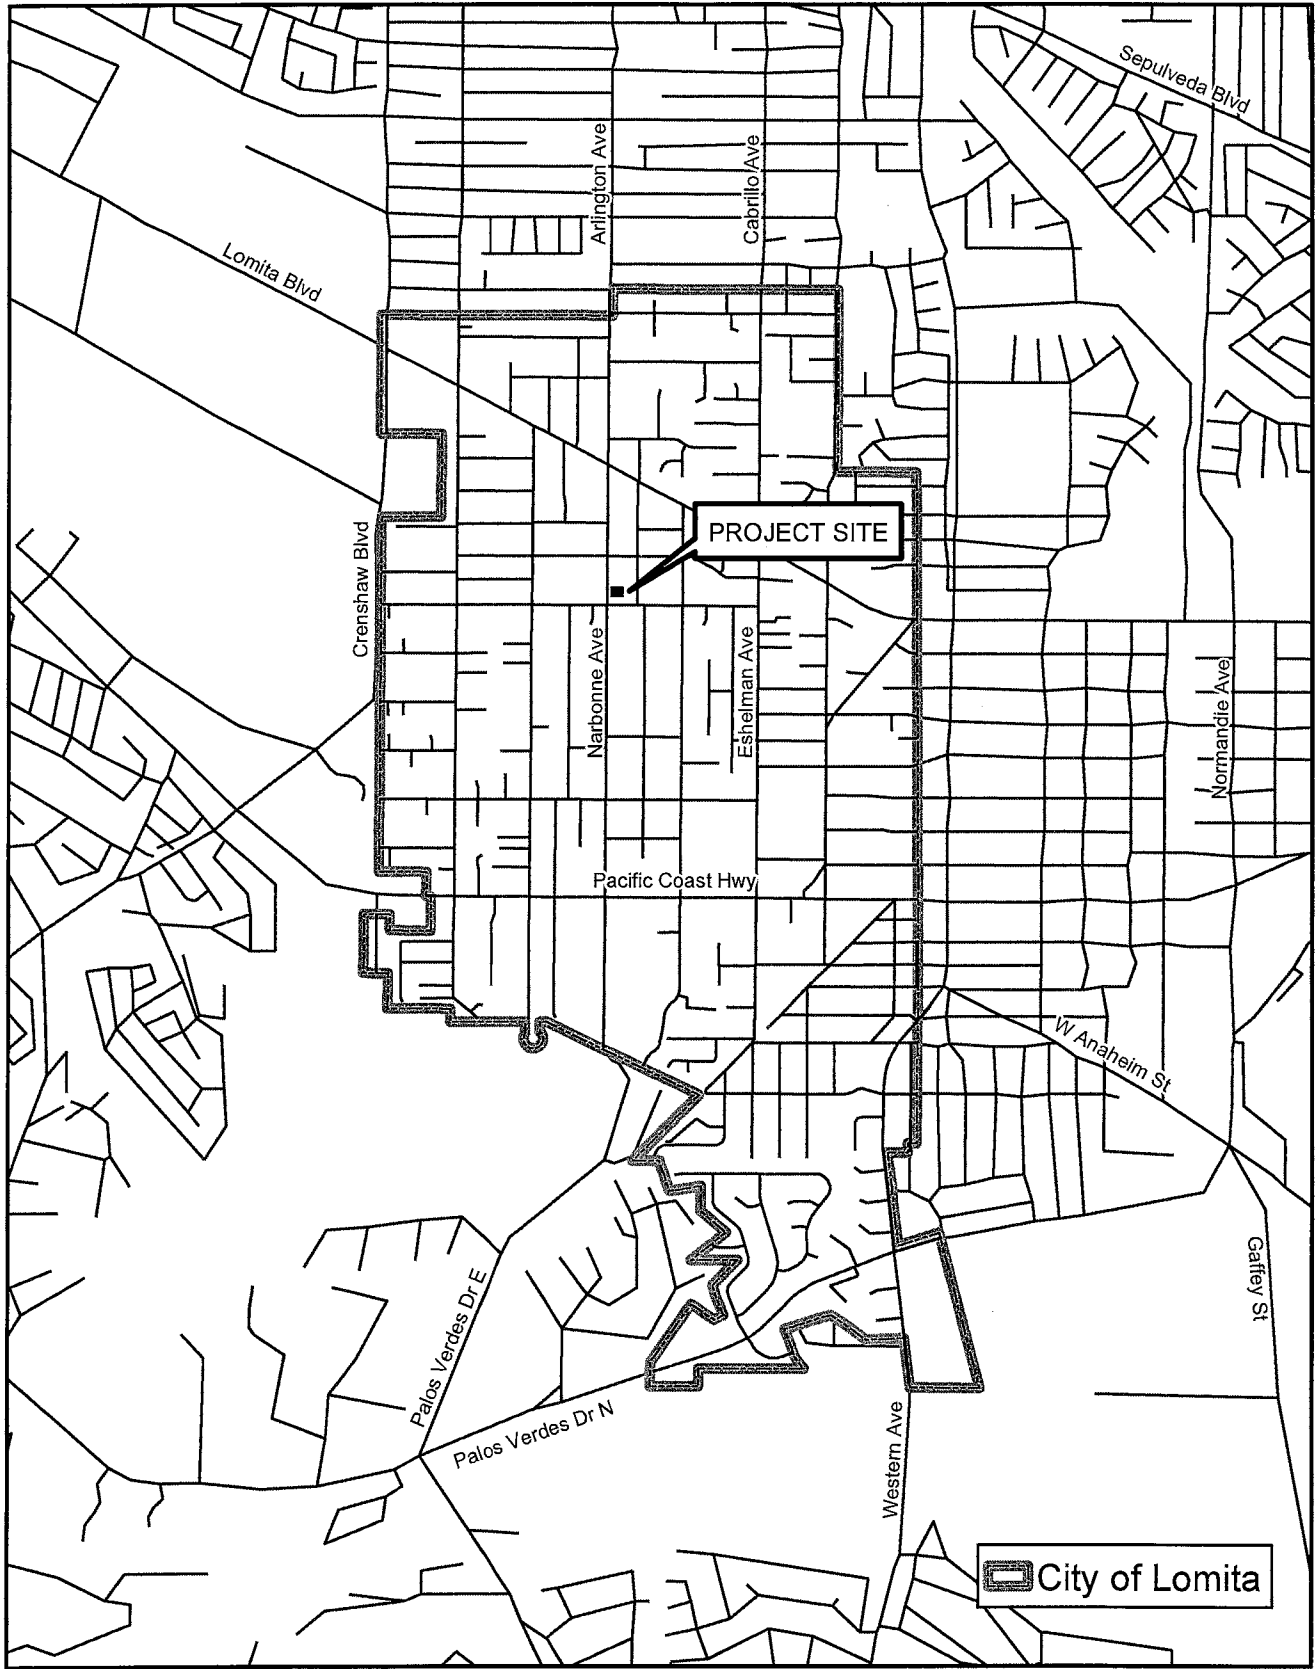 Sepulveda Blvd
Arlington Ave
Cabrillo Ave
Lomita Blvd
PROJECT SITE
Crenshaw Blvd
Narbonne Ave
Eshelman Ave
Normandie Ave
Pacific Coast Hwy
W Anaheim St
Gaffey St
Palos Verdes Dr E
Palos Verdes Dr N
Western Ave
City of Lomita